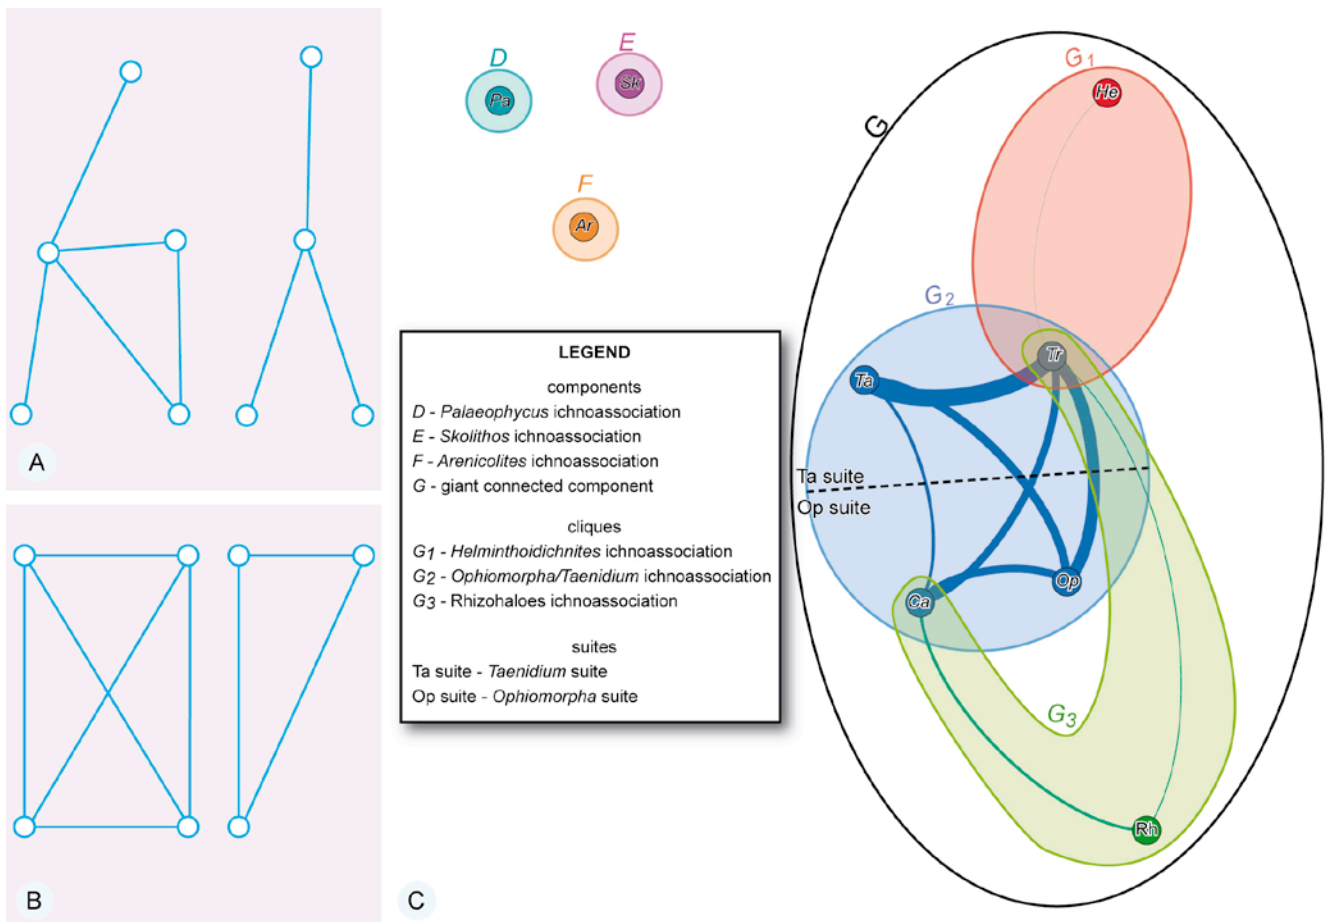 A
B
C
D
Pa
E
Sk
F
Ar
LEGEND
components
D - Palaeophycus ichnoassociation
E - Skolithos ichnoassociation
F - Arenicolites ichnoassociation
G - giant connected component
cliques
G1 - Helminthoidichnites ichnoassociation
G2 - Ophiomorpha/Taenidium ichnoassociation
G3 - Rhizohaloes ichnoassociation
suites
Ta suite - Taenidium suite
Op suite - Ophiomorpha suite
G
G1
He
G2
Tr
Ta
Ta suite
Op suite
Op
Ca
G3
Rh